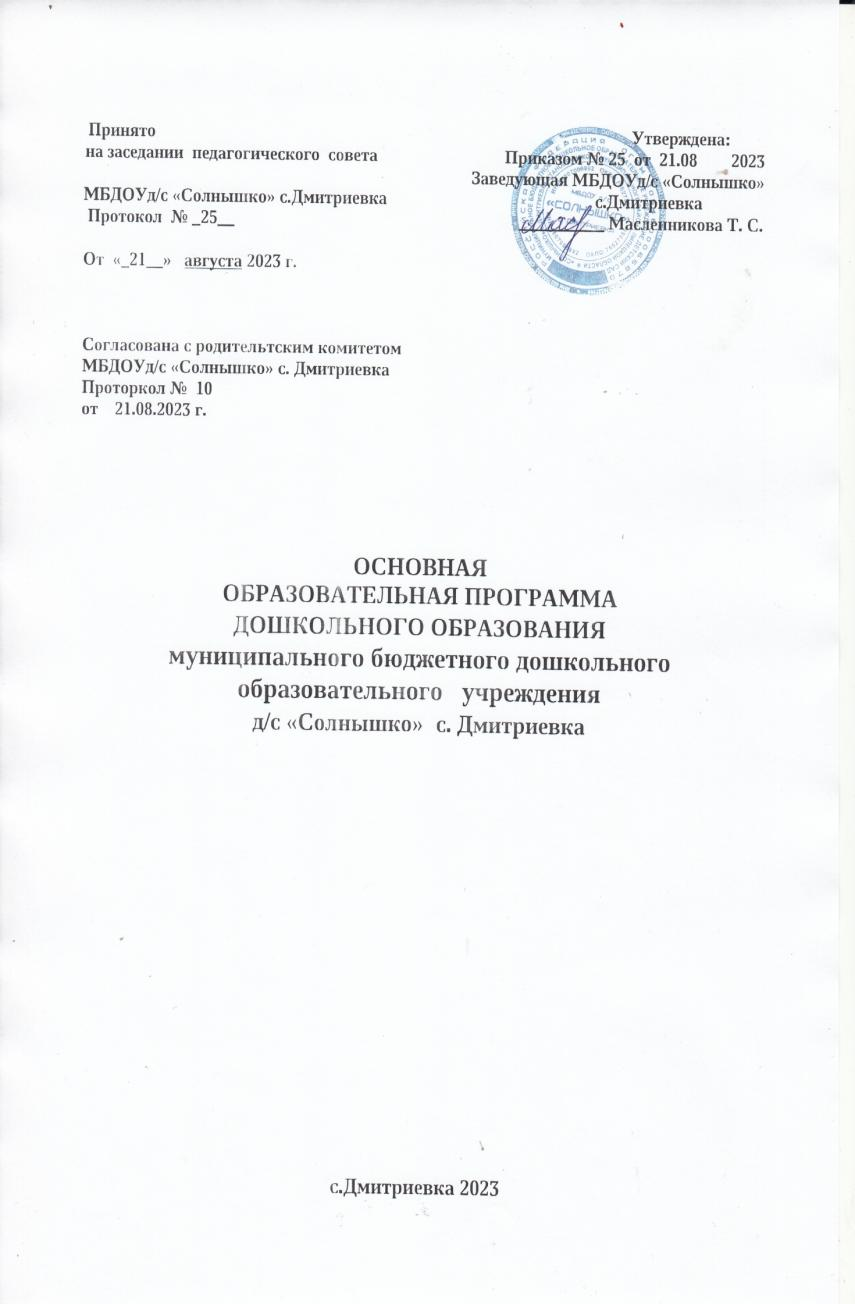 Принято
на заседании педагогического совета
МБДОУд/с «Солнышко» с.Дмитриевка
Протокол № _25__
От «_21__» августа 2023 г.
Утверждена:
Приказом № 25 от 21.08 2023
Заведующая МБДОУд/с «Солнышко»
с.Дмитриевка
Масленникова Т. С.
«СОЛНЫШКО»
Согласована с родительтским комитетом
МБДОУд/с «Солнышко» с. Дмитриевка
Проторкол № 10
от 21.08.2023 г.
ОСНОВНАЯ
ОБРАЗОВАТЕЛЬНАЯ ПРОГРАММА
ДОШКОЛЬНОГО ОБРАЗОВАНИЯ
муниципального бюджетного дошкольного
образовательного учреждения
д/с «Солнышко» с. Дмитриевка
с.Дмитриевка 2023